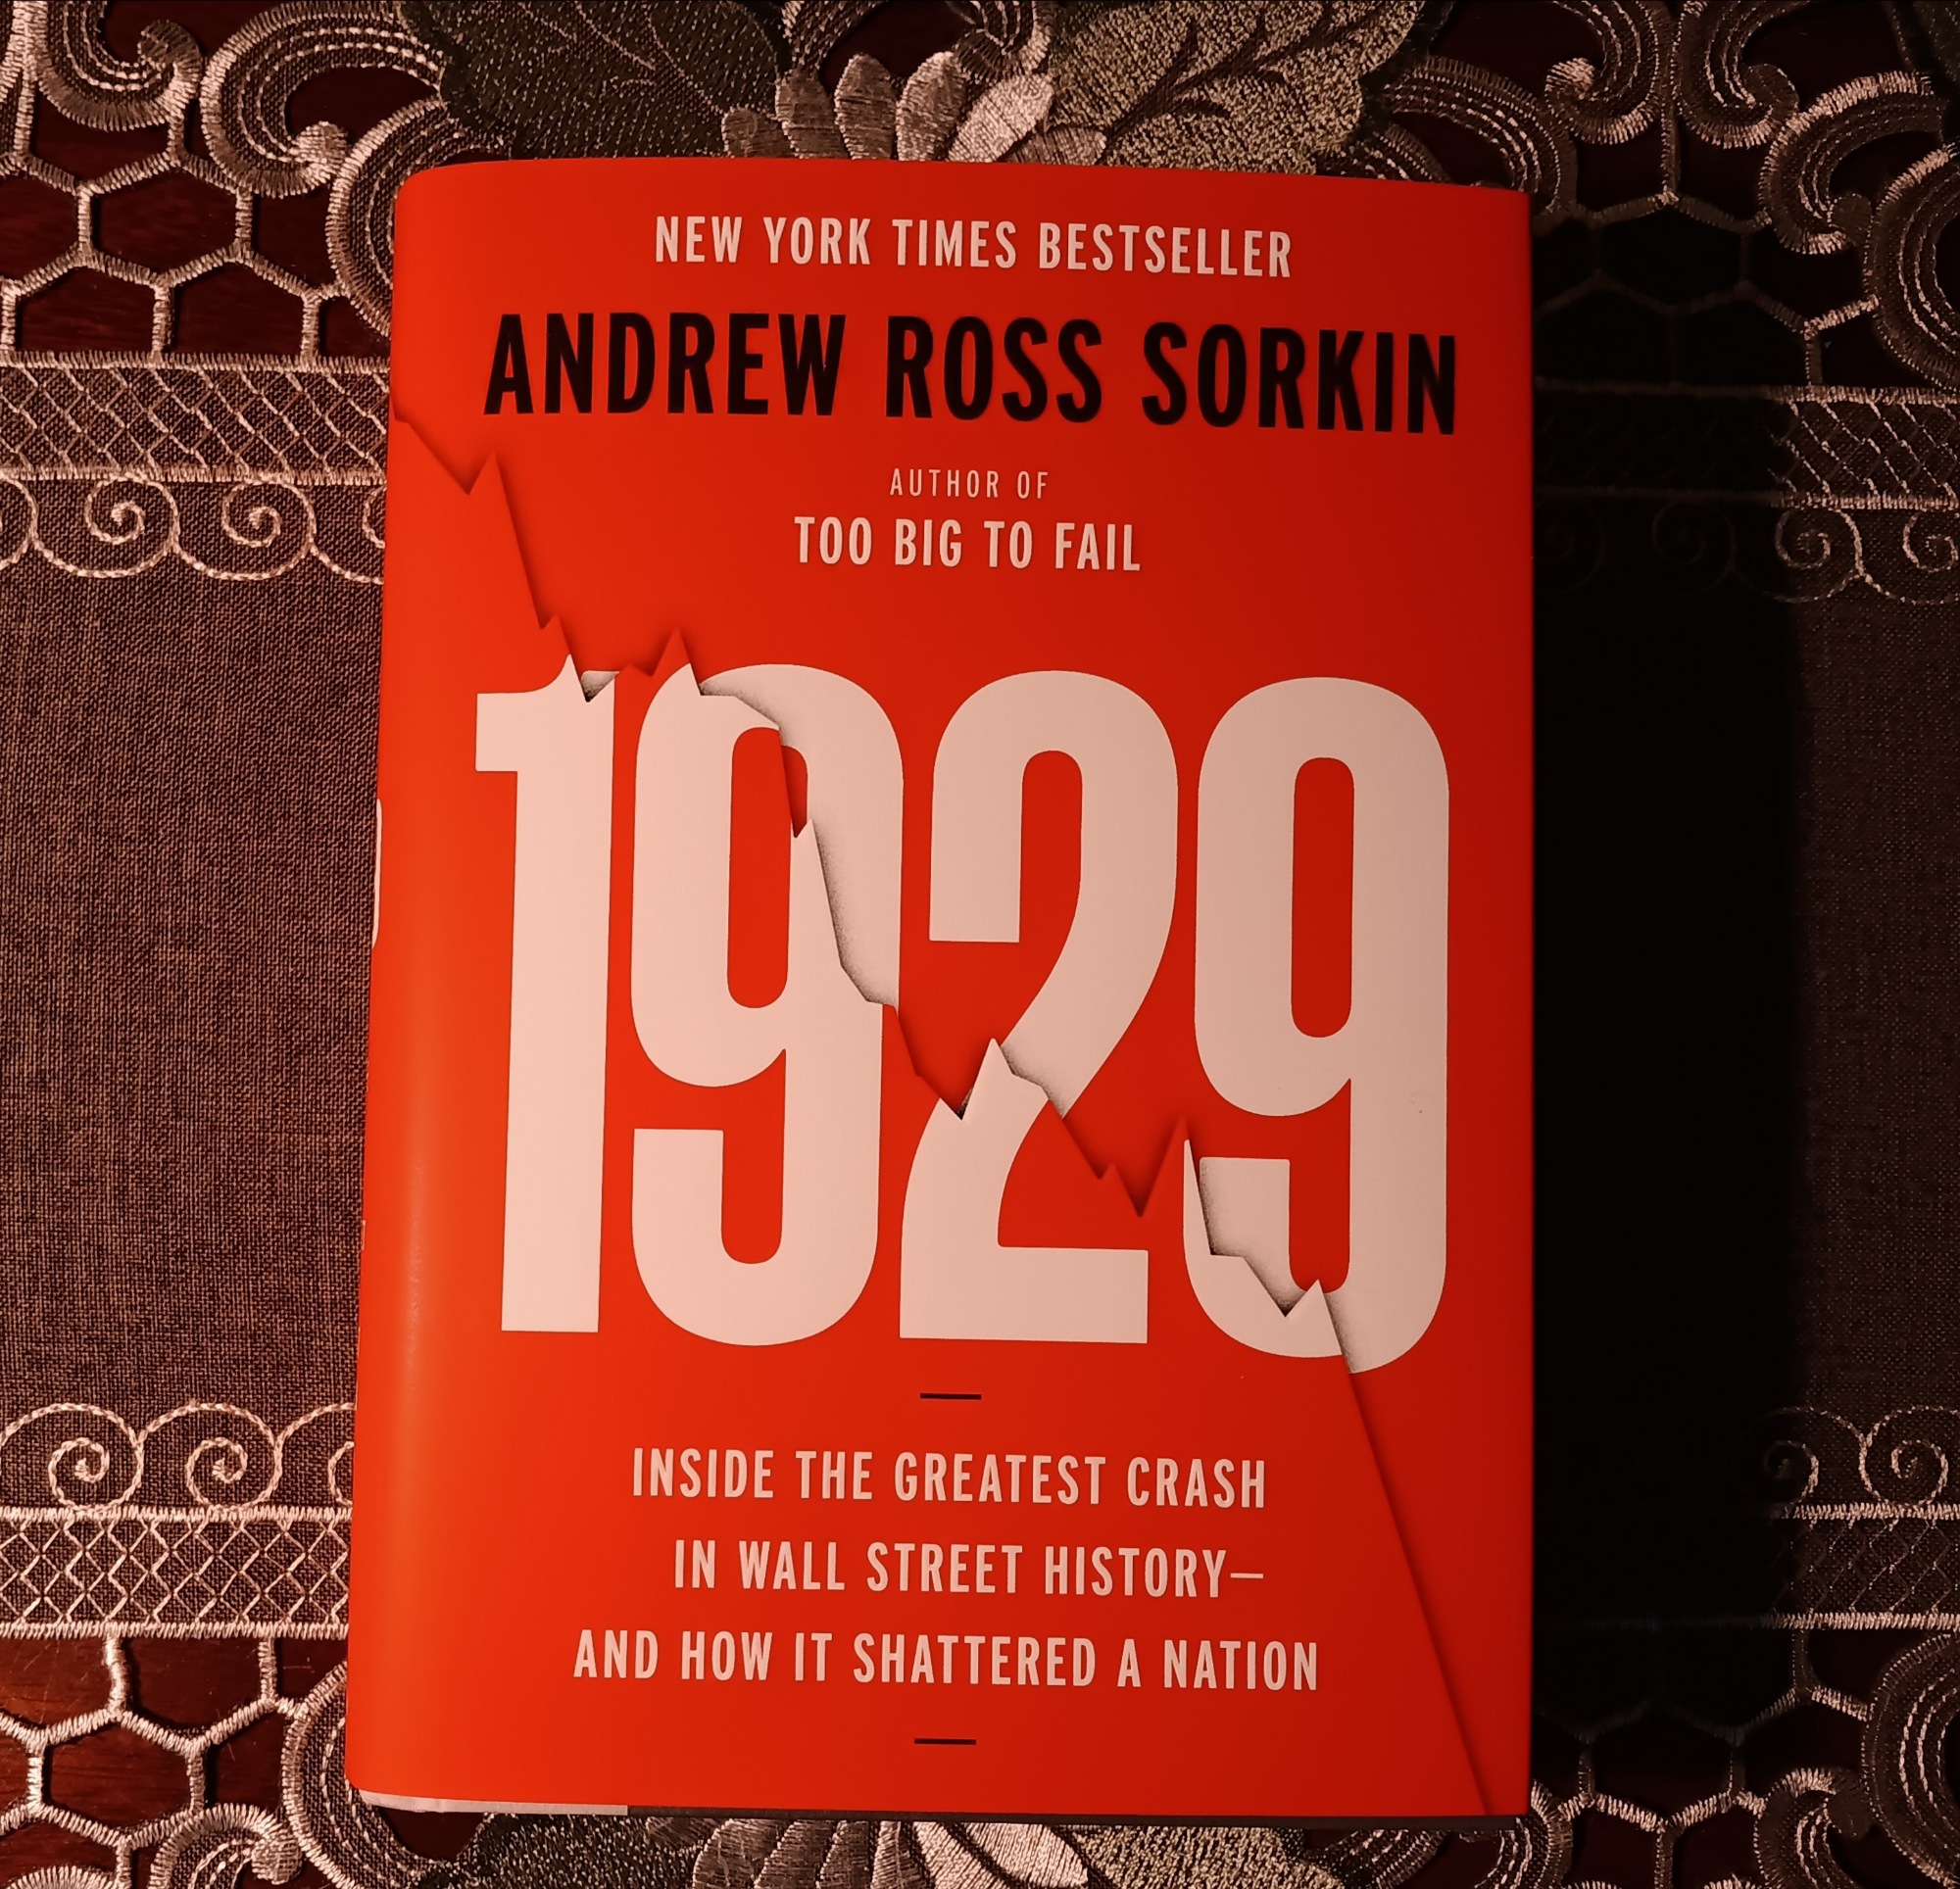 NEW YORK TIMES BESTSELLER
ANDREW ROSS SORKIN
AUTHOR OF
TOO BIG TO FAIL
1929
INSIDE THE GREATEST CRASH
IN WALL STREET HISTORY—
AND HOW IT SHATTERED A NATION